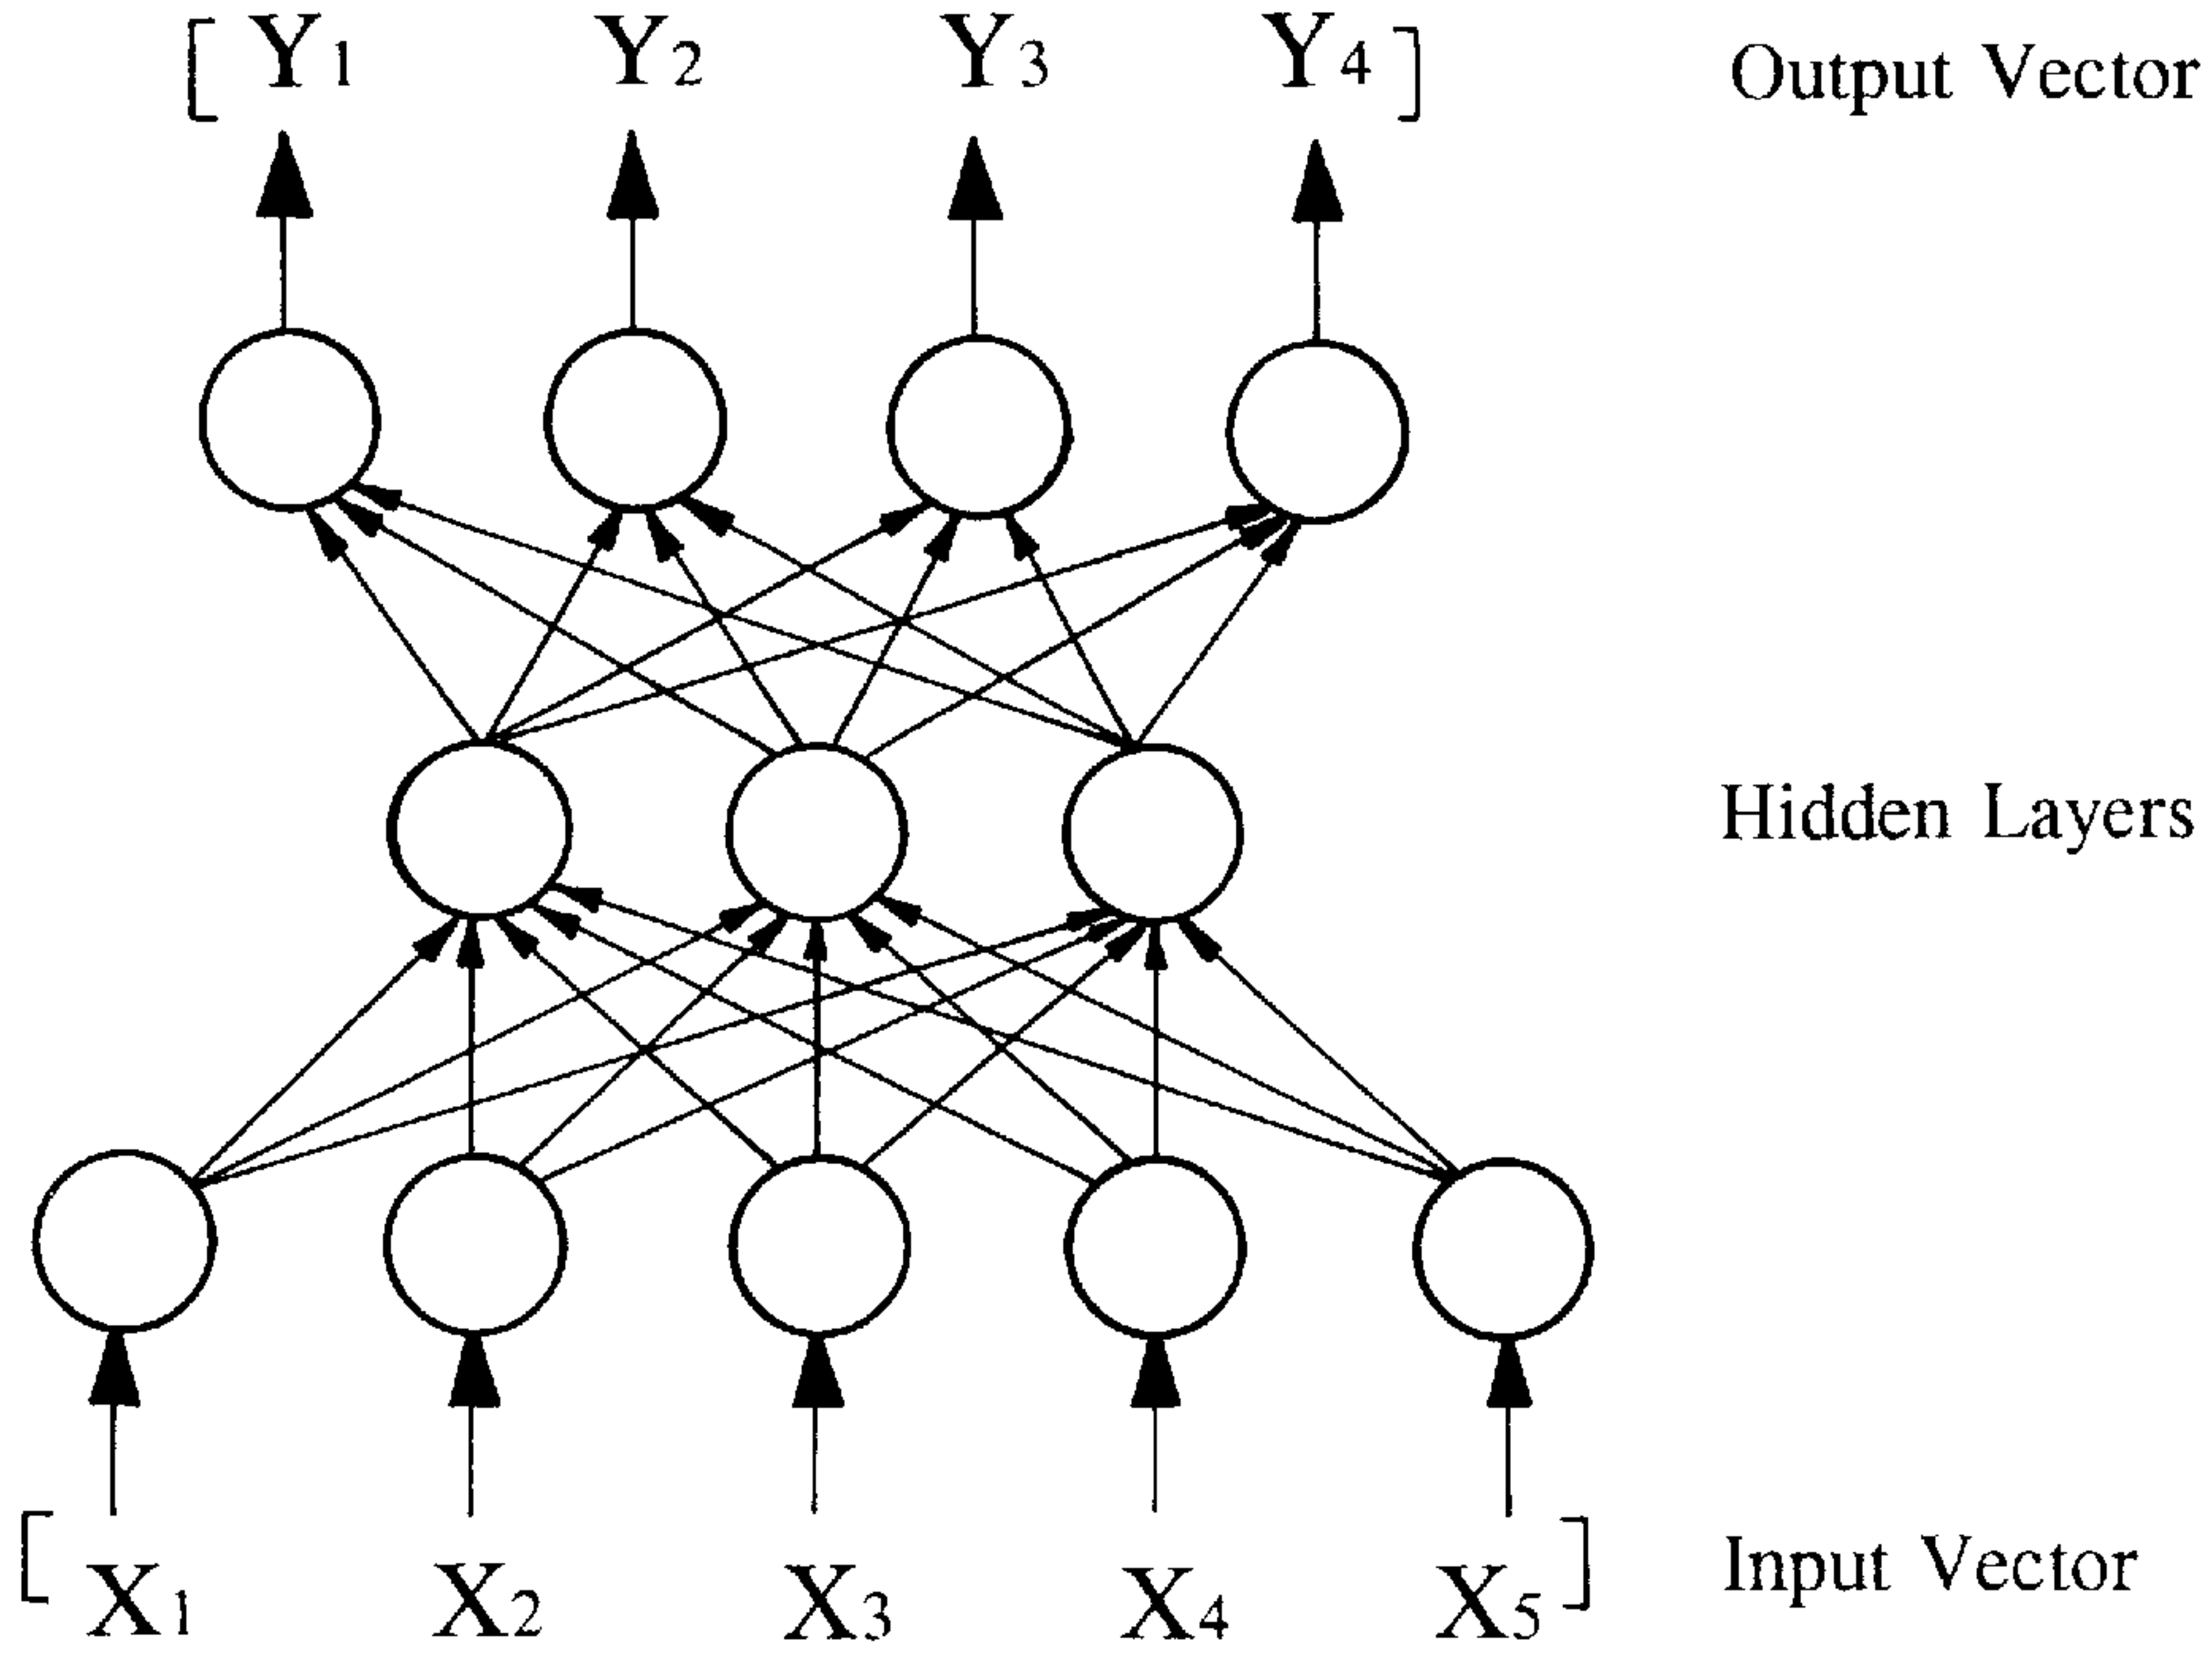 [ Y1 Y2 Y3 Y4 ] Output Vector
Hidden Layers
[ X1 X2 X3 X4 X5 ] Input Vector